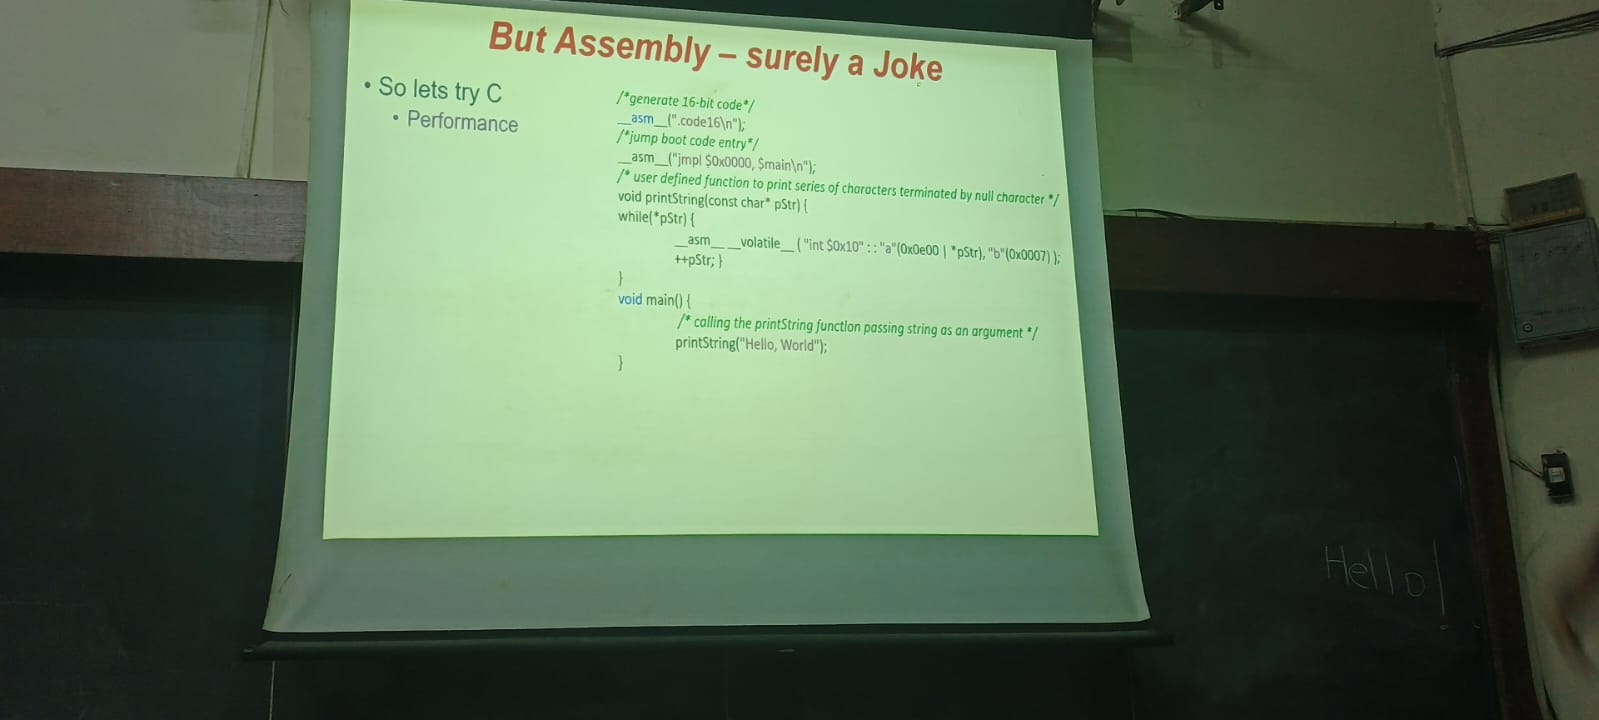 But Assembly – surely a Joke
• So lets try C
• Performance
/*generate 16-bit code*/
__asm__(".code16\n");
/*jump boot code entry*/
__asm__("jmpl $0x0000, $main\n");
/* user defined function to print series of characters terminated by null character */
void printString(const char* pStr) {
while(*pStr) {
__asm__ __volatile__ ( "int $0x10" : : "a"(0x0e00 | *pStr), "b"(0x0007) );
++pStr; }
}
void main() {
/* calling the printString function passing string as an argument */
printString("Hello, World");
}
Hello!